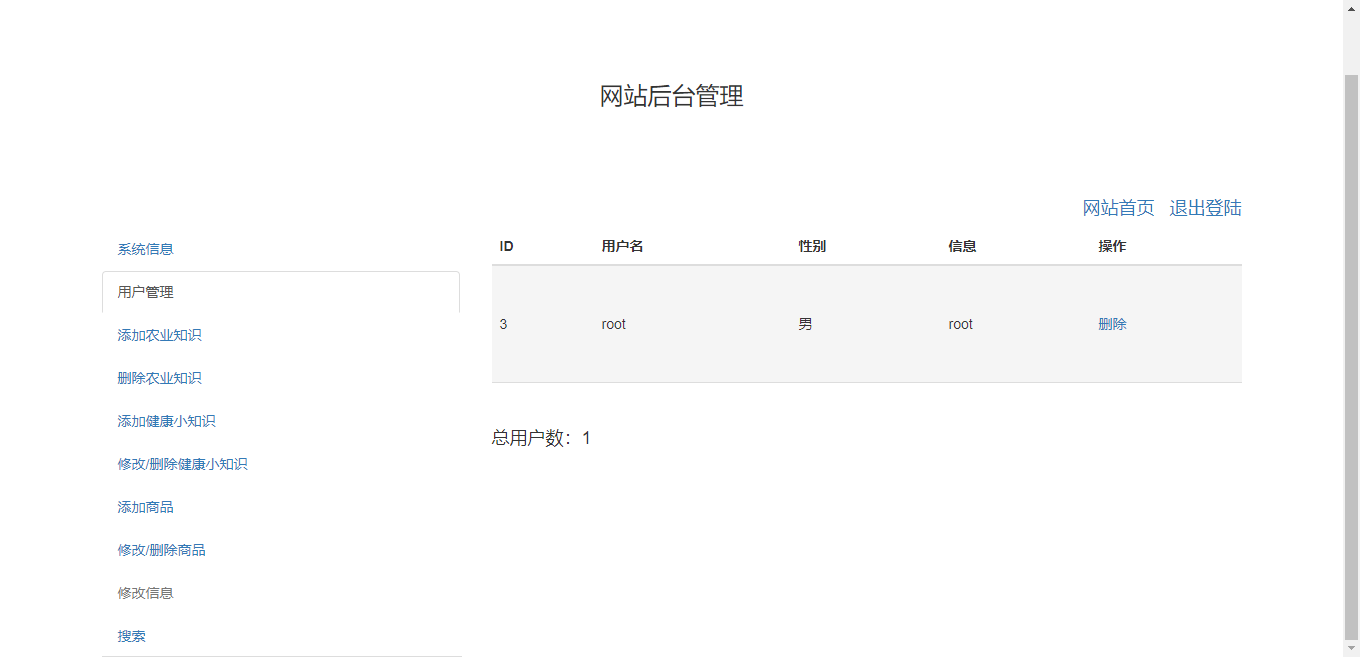 网站后台管理
网站首页 退出登陆
系统信息
用户管理
添加农业知识
删除农业知识
添加健康小知识
修改/删除健康小知识
添加商品
修改/删除商品
修改信息
搜索
ID 用户名 性别 信息 操作
3 root 男 root 删除
总用户数：1